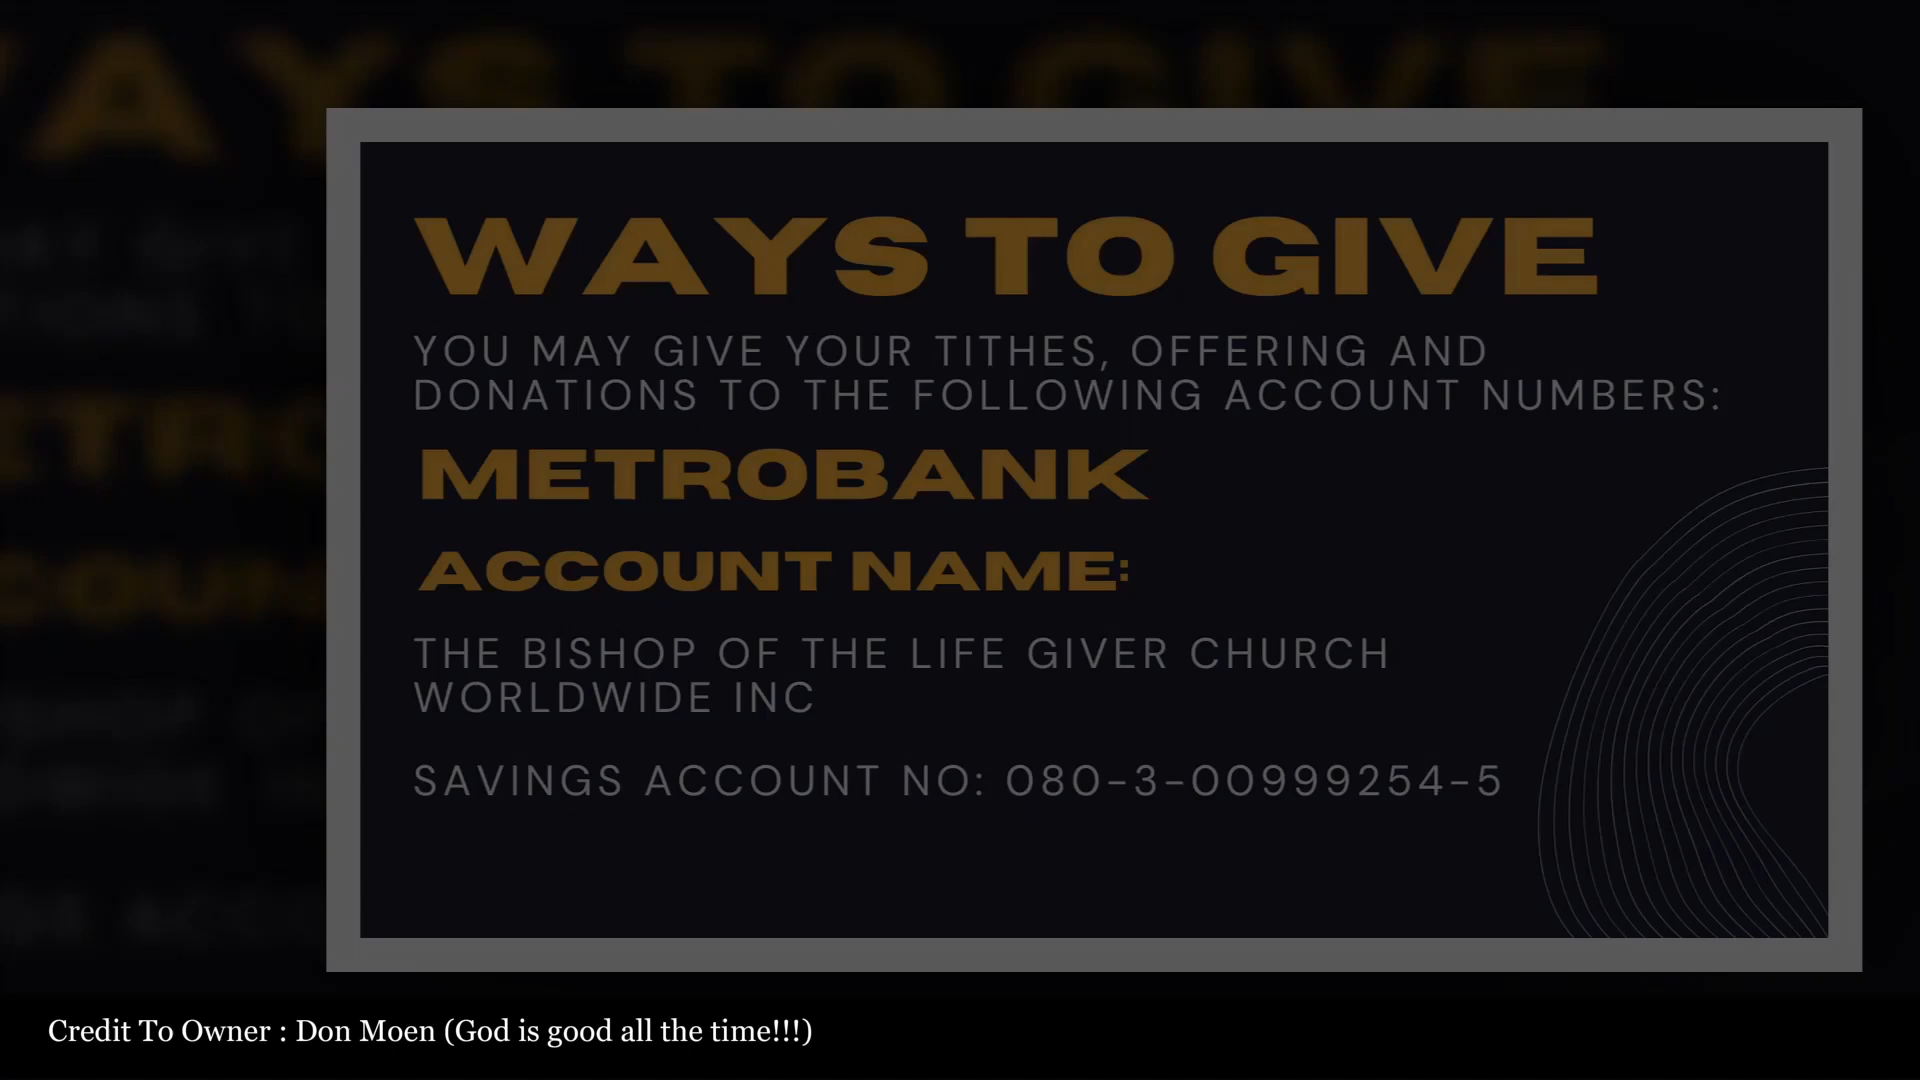 WAYS TO GIVE
YOU MAY GIVE YOUR TITHES, OFFERING AND
DONATIONS TO THE FOLLOWING ACCOUNT NUMBERS:
METROBANK
ACCOUNT NAME:
THE BISHOP OF THE LIFE GIVER CHURCH
WORLDWIDE INC
SAVINGS ACCOUNT NO: 080-3-00999254-5
Credit To Owner : Don Moen (God is good all the time!!!)